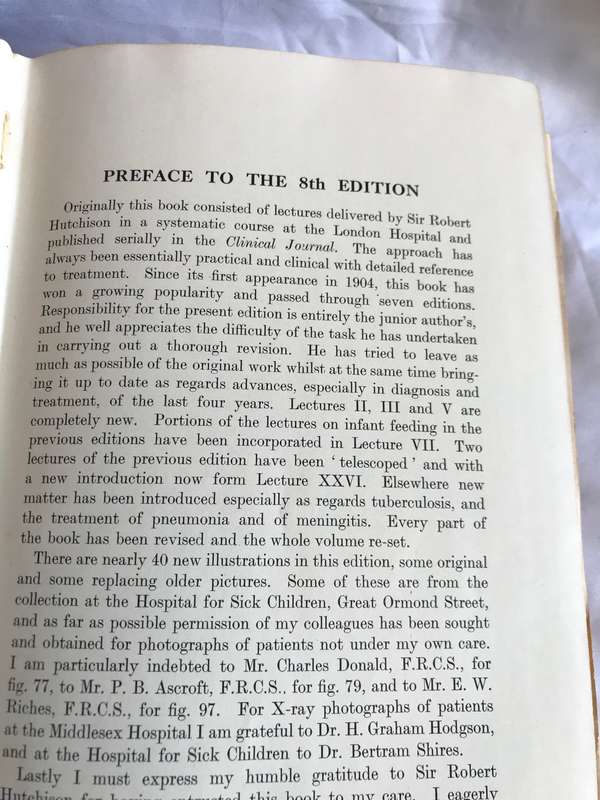 PREFACE TO THE 8th EDITION
Originally this book consisted of lectures delivered by Sir Robert
Hutchison in a systematic course at the London Hospital and
published serially in the Clinical Journal. The approach has
always been essentially practical and clinical with detailed reference
to treatment. Since its first appearance in 1904, this book has
won a growing popularity and passed through seven editions.
Responsibility for the present edition is entirely the junior author's,
and he well appreciates the difficulty of the task he has undertaken
in carrying out a thorough revision. He has tried to leave as
much as possible of the original work whilst at the same time bring-
ing it up to date as regards advances, especially in diagnosis and
treatment, of the last four years. Lectures II, III and V are
completely new. Portions of the lectures on infant feeding in the
previous editions have been incorporated in Lecture VII. Two
lectures of the previous edition have been ‘ telescoped ’ and with
a new introduction now form Lecture XXVI. Elsewhere new
matter has been introduced especially as regards tuberculosis, and
the treatment of pneumonia and of meningitis. Every part of
the book has been revised and the whole volume re-set.
There are nearly 40 new illustrations in this edition, some original
and some replacing older pictures. Some of these are from the
collection at the Hospital for Sick Children, Great Ormond Street,
and as far as possible permission of my colleagues has been sought
and obtained for photographs of patients not under my own care.
I am particularly indebted to Mr. Charles Donald, F.R.C.S., for
fig. 77, to Mr. P. B. Ascroft, F.R.C.S., for fig. 79, and to Mr. E. W.
Riches, F.R.C.S., for fig. 97. For X-ray photographs of patients
at the Middlesex Hospital I am grateful to Dr. H. Graham Hodgson,
and at the Hospital for Sick Children to Dr. Bertram Shires.
Lastly I must express my humble gratitude to Sir Robert
Hutchison for having entrusted this book to my care. I eagerly